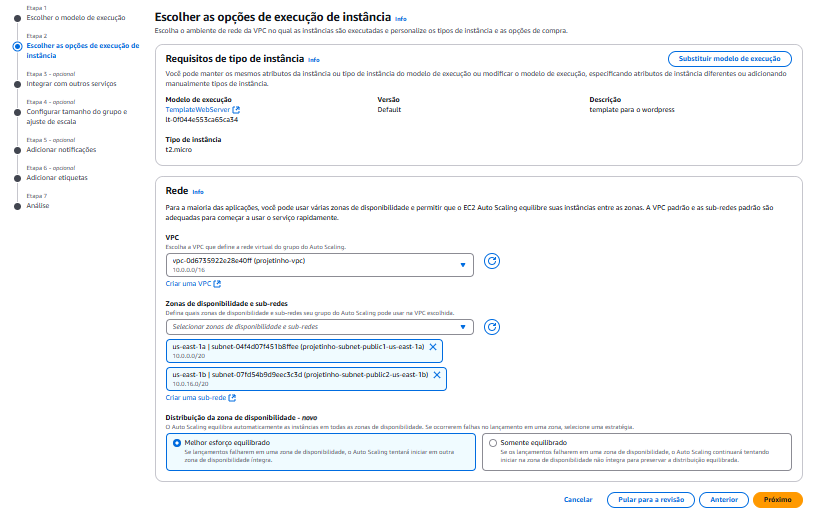 Etapa 1
Escolher o modelo de execução
Etapa 2
Escolher as opções de execução de
instância
Etapa 3 - opcional
Integrar com outros serviços
Etapa 4 - opcional
Configurar tamanho do grupo e
ajuste de escala
Etapa 5 - opcional
Adicionar notificações
Etapa 6 - opcional
Adicionar etiquetas
Etapa 7
Análise
Escolher as opções de execução de instância Info
Escolha o ambiente de rede da VPC no qual as instâncias são executadas e personalize os tipos de instância e as opções de compra.
Requisitos de tipo de instância Info
Substituir modelo de execução
Você pode manter os mesmos atributos da instância ou tipo de instância do modelo de execução ou modificar o modelo de execução, especificando atributos de instância diferentes ou adicionando
manualmente tipos de instância.
Modelo de execução
TemplateWebServer
lt-0f044e553ca65ca34
Versão
Default
Descrição
template para o wordpress
Tipo de instância
t2.micro
Rede Info
Para a maioria das aplicações, você pode usar várias zonas de disponibilidade e permitir que o EC2 Auto Scaling equilibre suas instâncias entre as zonas. A VPC padrão e as sub-redes padrão são
adequadas para começar a usar o serviço rapidamente.
VPC
Escolha a VPC que define a rede virtual do grupo do Auto Scaling.
vpc-0d6735922e28e40ff (projetinho-vpc)
10.0.0.0/16
Criar uma VPC
Zonas de disponibilidade e sub-redes
Defina quais zonas de disponibilidade e sub-redes seu grupo do Auto Scaling pode usar na VPC escolhida.
Selecionar zonas de disponibilidade e sub-redes
us-east-1a | subnet-04f4d07f451b8ffee (projetinho-subnet-public1-us-east-1a)
10.0.0.0/20
us-east-1b | subnet-07fd54b9d9eec3c3d (projetinho-subnet-public2-us-east-1b)
10.0.16.0/20
Criar uma sub-rede
Distribuição da zona de disponibilidade - novo
O Auto Scaling equilibra automaticamente as instâncias em todas as zonas de disponibilidade. Se ocorrerem falhas no lançamento em uma zona, selecione uma estratégia.
Melhor esforço equilibrado
Se os lançamentos falharem em uma zona de disponibilidade, o Auto Scaling tentará iniciar em outra
zona de disponibilidade íntegra.
Somente equilibrado
Se os lançamentos falharem em uma zona de disponibilidade, o Auto Scaling continuará tentando
iniciar na zona de disponibilidade não íntegra para preservar a distribuição equilibrada.
Cancelar
Pular para a revisão
Anterior
Próximo